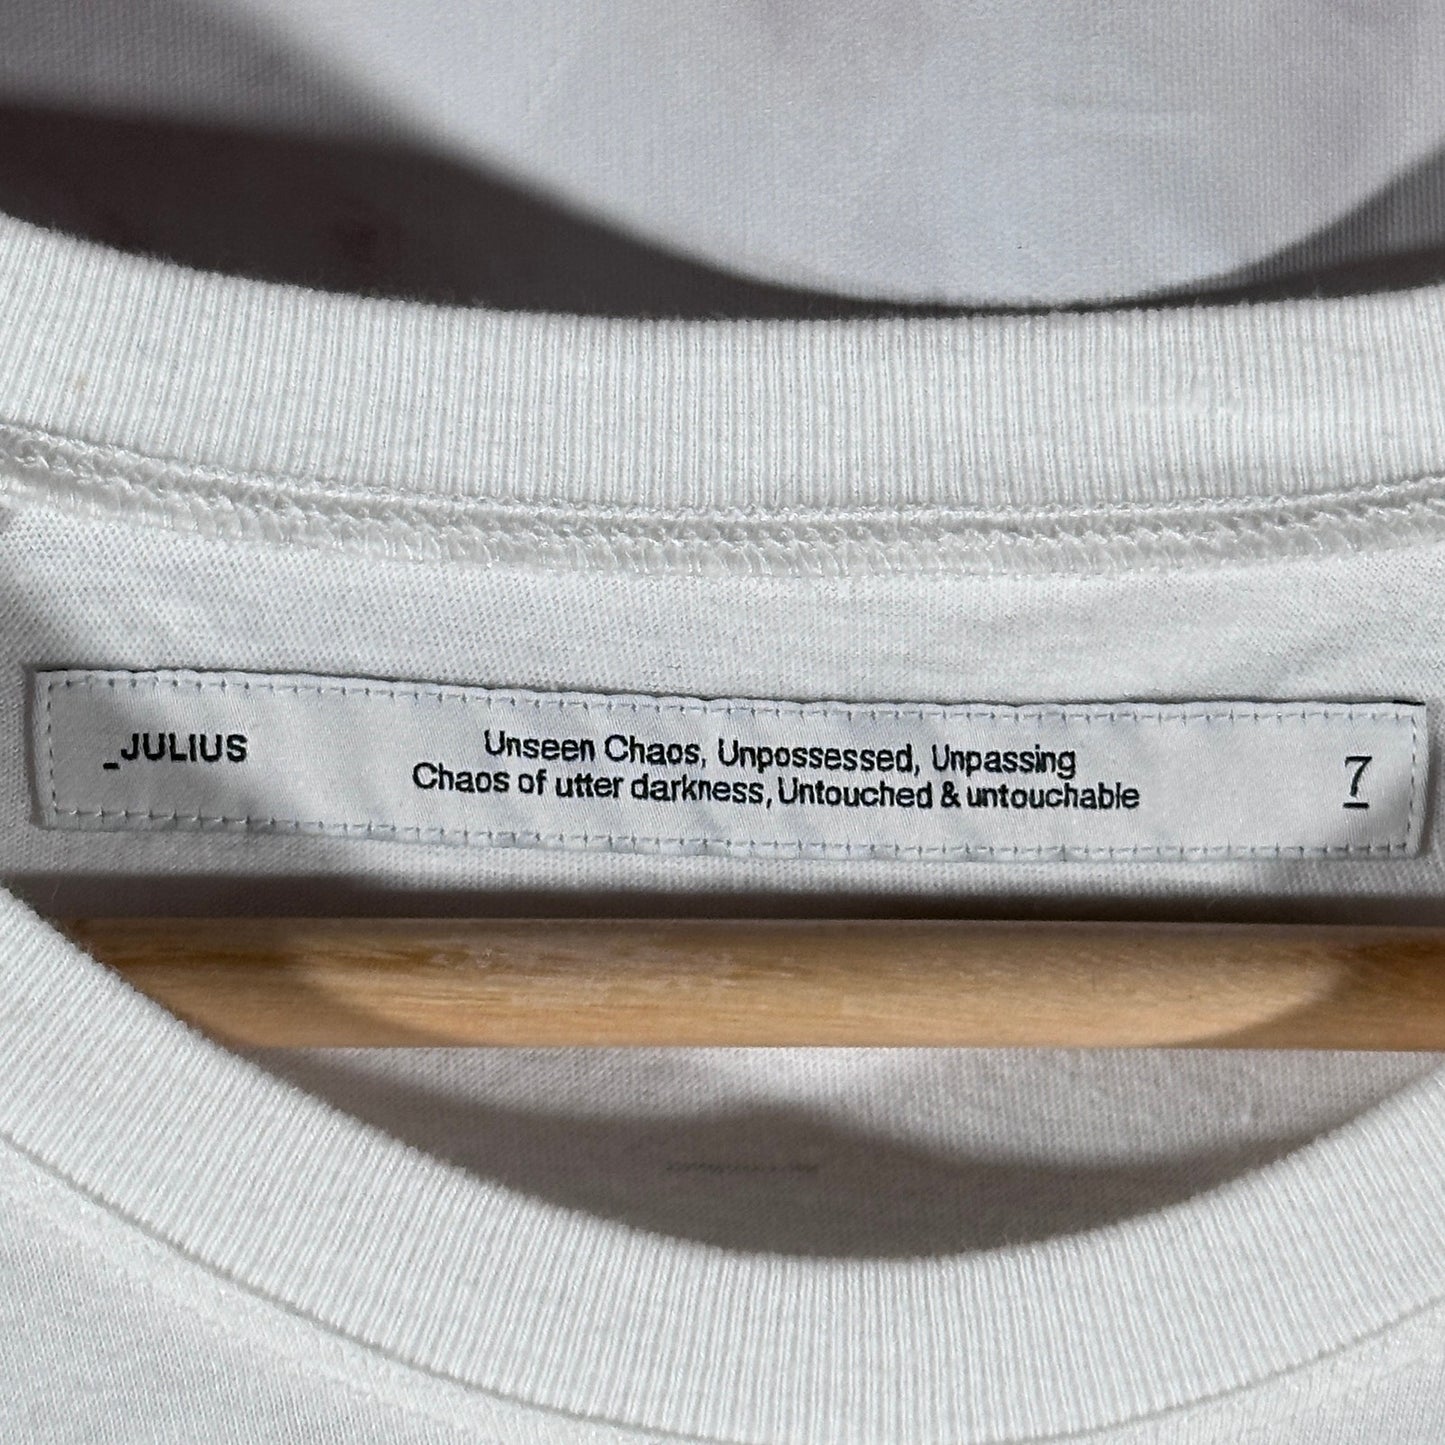 _JULIUS
Unseen Chaos, Unpossessed, Unpassing
Chaos of utter darkness, Untouched & untouchable
7